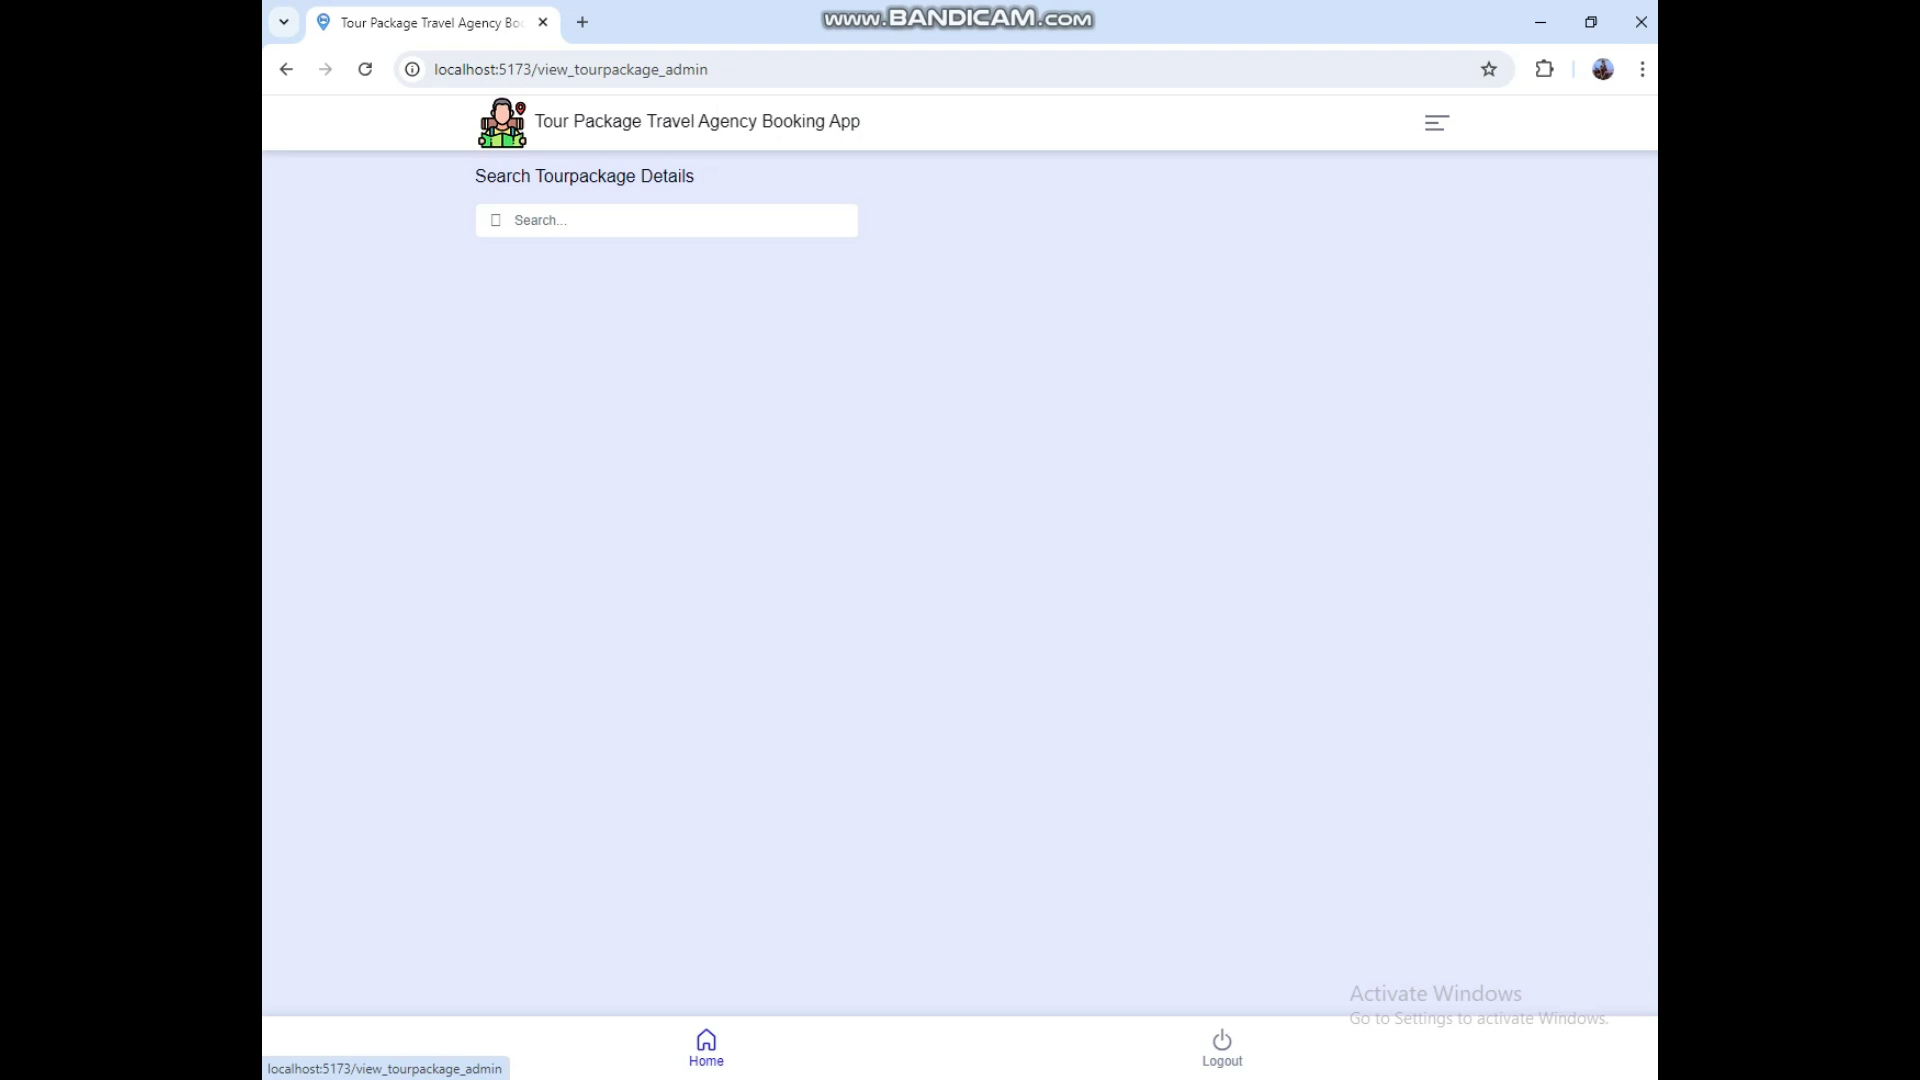 Tour Package Travel Agency Boo
www.BANDICAM.com
localhost:5173/view_tourpackage_admin
Tour Package Travel Agency Booking App
Search Tourpackage Details
Search...
Activate Windows
Go to Settings to activate Windows.
Home
Logout
localhost:5173/view_tourpackage_admin